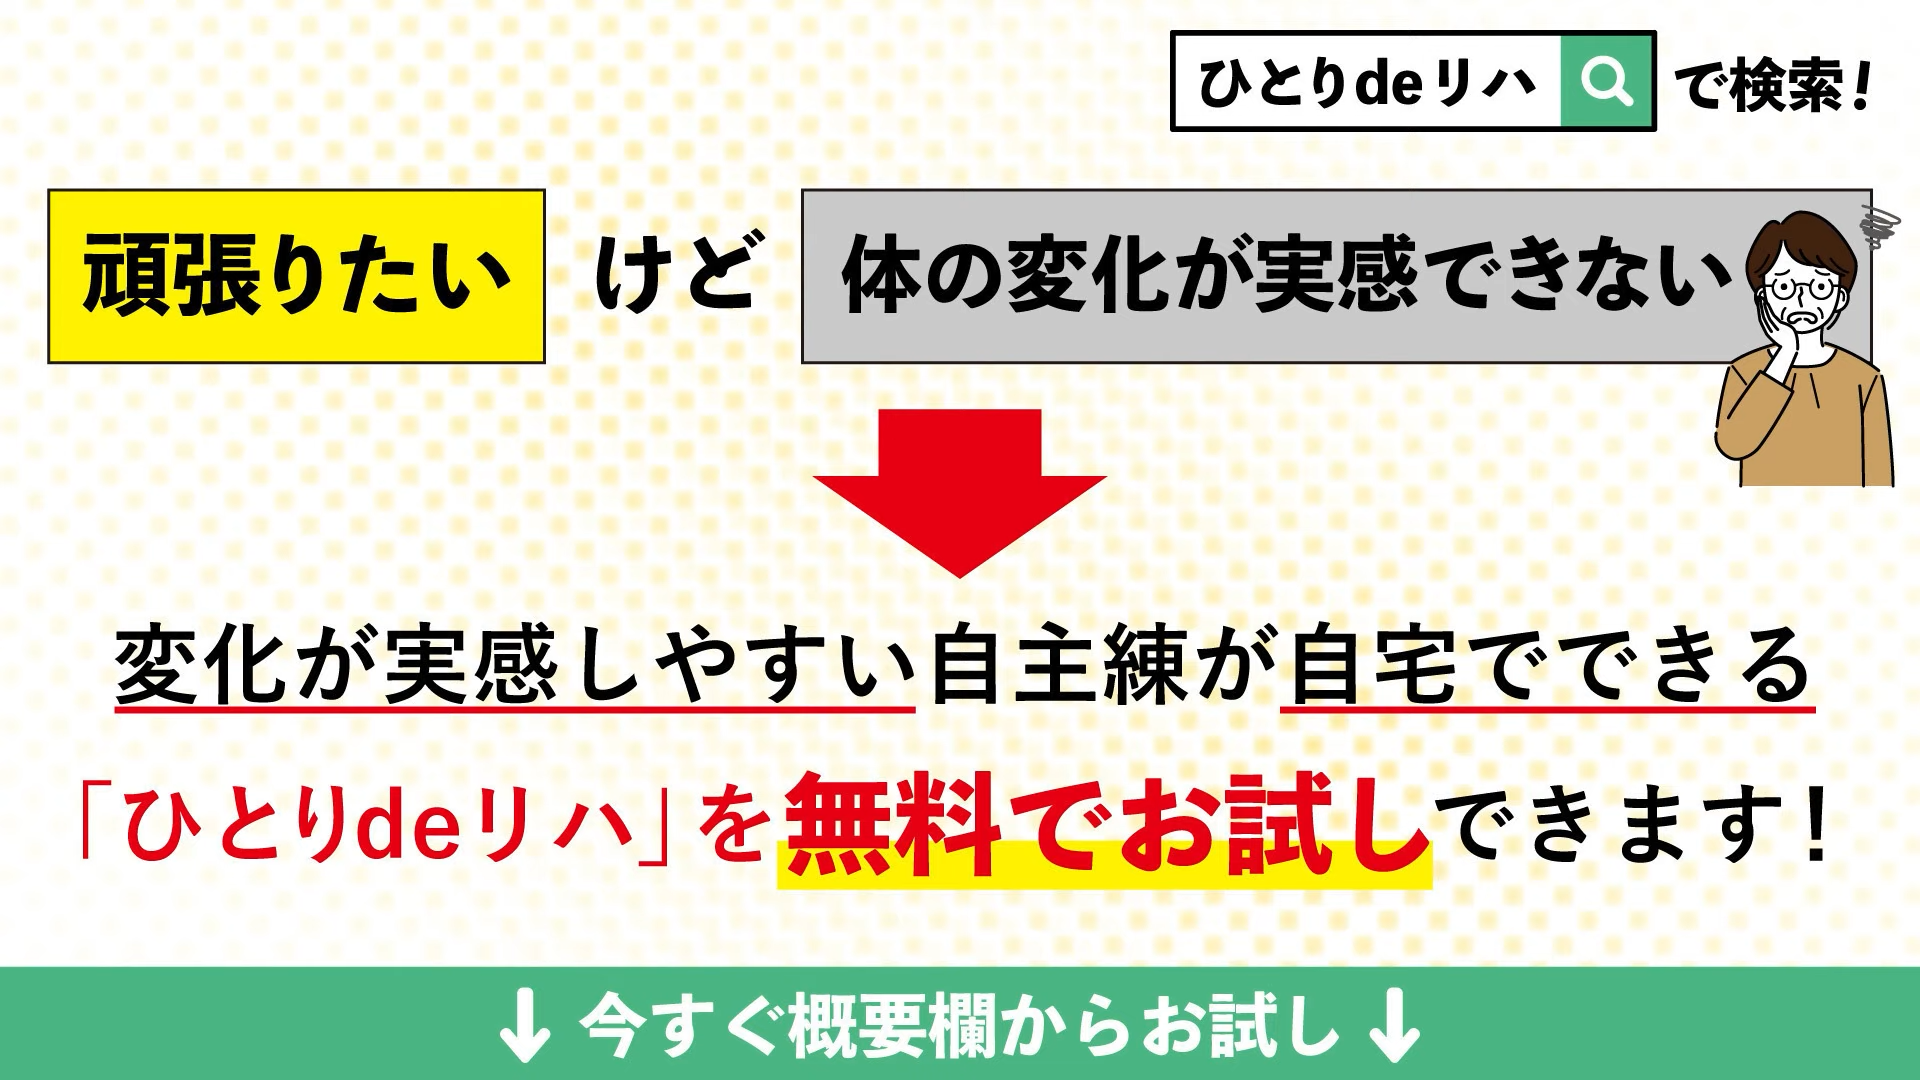 ひとりdeリハ で検索!
頑張りたい けど 体の変化が実感できない
変化が実感しやすい自主練が自宅でできる
「ひとりdeリハ」を無料でお試しできます!
↓ 今すぐ概要欄からお試し ↓